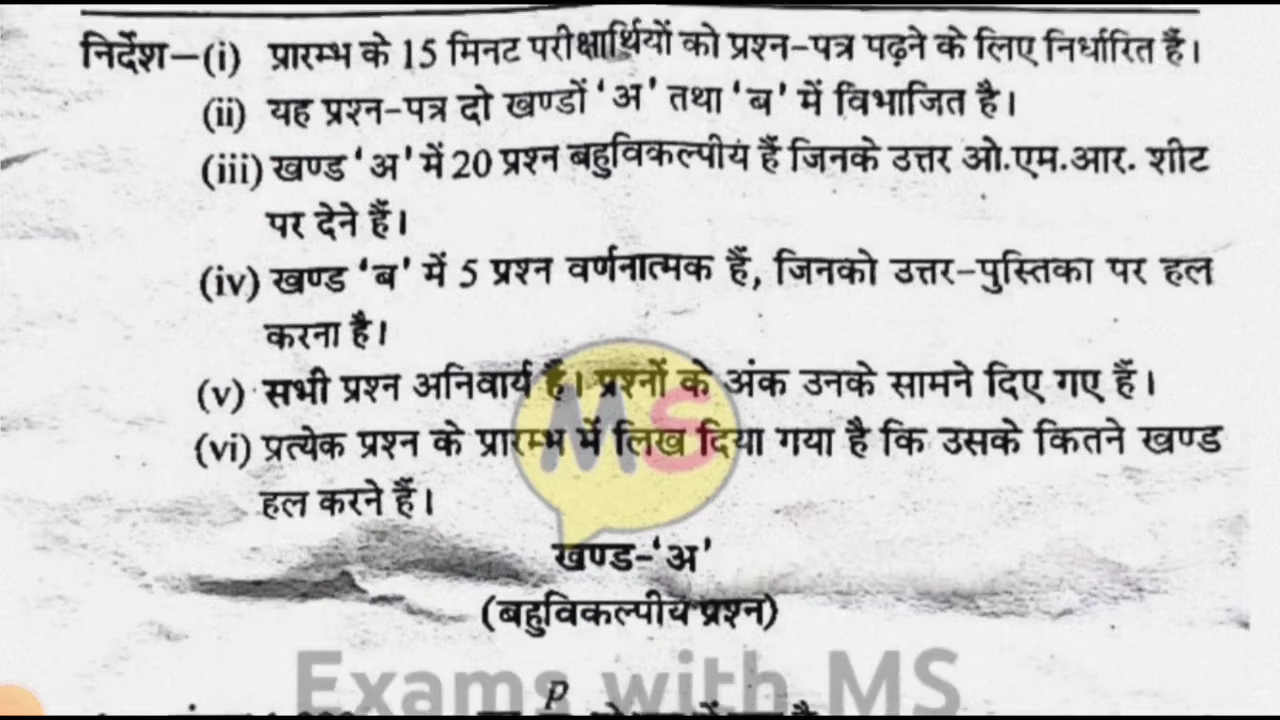 निर्देश–(i) प्रारम्भ के 15 मिनट परीक्षार्थियों को प्रश्न-पत्र पढ़ने के लिए निर्धारित हैं।
(ii) यह प्रश्न-पत्र दो खण्डों ‘अ’ तथा ‘ब’ में विभाजित है।
(iii) खण्ड ‘अ’ में 20 प्रश्न बहुविकल्पीय हैं जिनके उत्तर ओ.एम.आर. शीट
पर देने हैं।
(iv) खण्ड ‘ब’ में 5 प्रश्न वर्णनात्मक हैं, जिनको उत्तर-पुस्तिका पर हल
करना है।
(v) सभी प्रश्न अनिवार्य हैं। प्रश्नों के अंक उनके सामने दिए गए हैं।
(vi) प्रत्येक प्रश्न के प्रारम्भ में लिख दिया गया है कि उसके कितने खण्ड
हल करने हैं।
MS
खण्ड-‘अ’
(बहुविकल्पीय प्रश्न)
Exams with MS
p